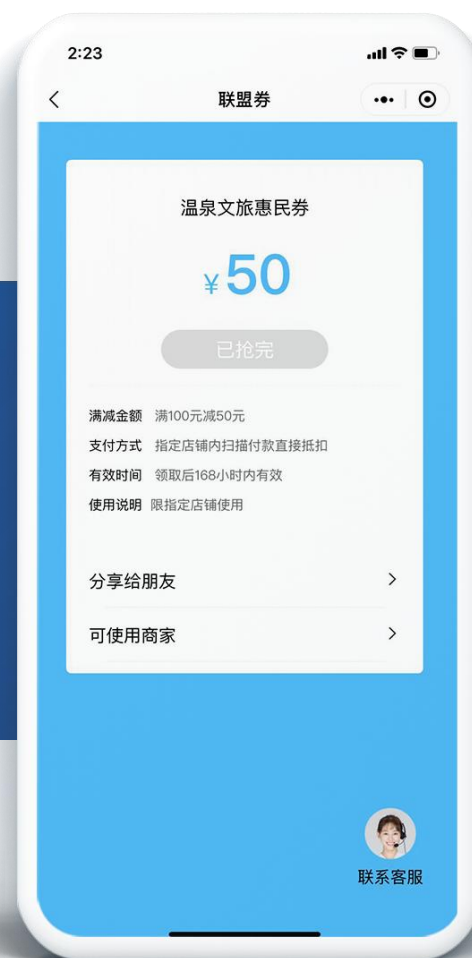 2:23
联盟券
温泉文旅惠民券
¥50
已抢完
满减金额 满100元减50元
支付方式 指定店铺内扫描付款直接抵扣
有效时间 领取后168小时内有效
使用说明 限指定店铺使用
分享给朋友
可使用商家
联系客服